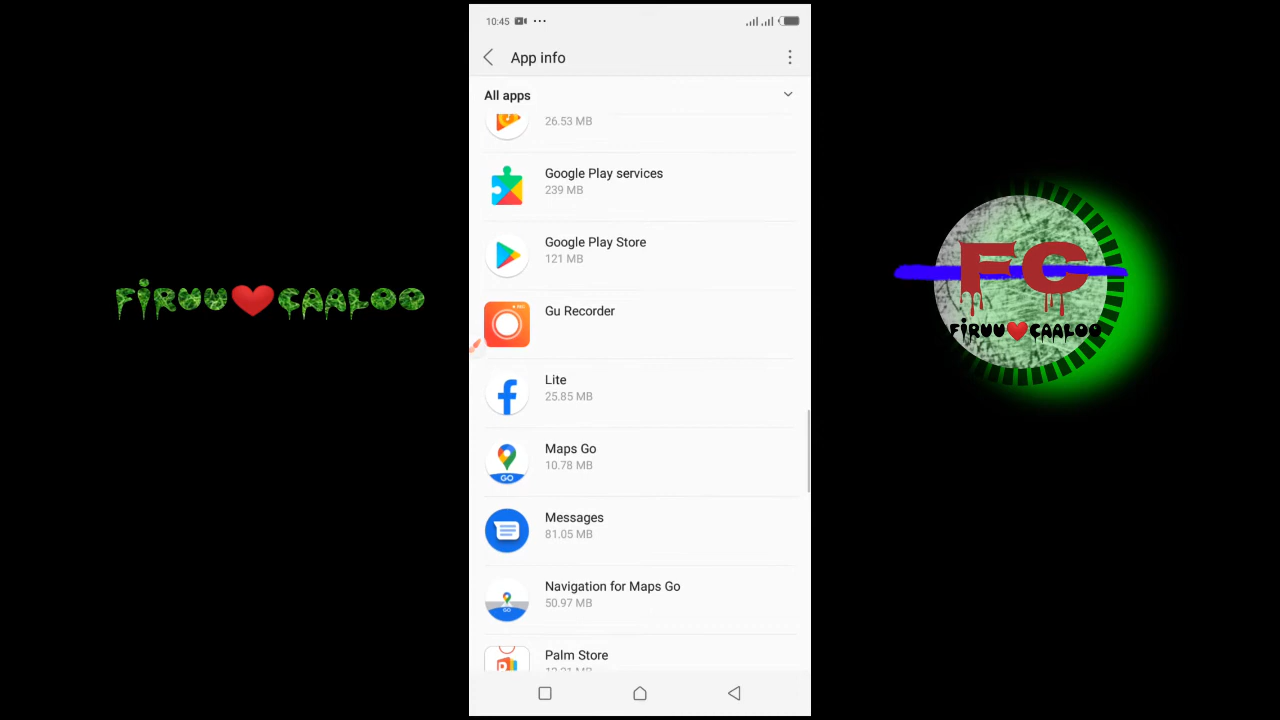 10:45
App info
All apps
26.53 MB
Google Play services
239 MB
Google Play Store
121 MB
Gu Recorder
Lite
25.85 MB
Maps Go
10.78 MB
GO
Messages
81.05 MB
Navigation for Maps Go
50.97 MB
GO
Palm Store
FiRUU❤️CAALOO
FC
FiRUU❤️CAALOO